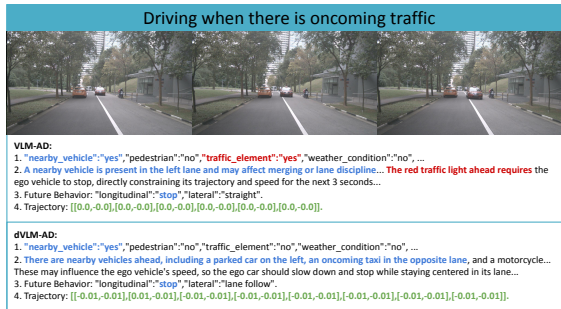 Driving when there is oncoming traffic
VLM-AD:
1. "nearby_vehicle":"yes","pedestrian":"no","traffic_element":"yes","weather_condition":"no", ...
2. A nearby vehicle is present in the left lane and may affect merging or lane discipline... The red traffic light ahead requires the
ego vehicle to stop, directly constraining its trajectory and speed for the next 3 seconds...
3. Future Behavior: "longitudinal":"stop","lateral":"straight".
4. Trajectory: [[0.0,-0.0],[0.0,-0.0],[0.0,-0.0],[0.0,-0.0],[0.0,-0.0],[0.0,-0.0]].
dVLM-AD:
1. "nearby_vehicle":"yes","pedestrian":"no","traffic_element":"no","weather_condition":"no", ...
2. There are nearby vehicles ahead, including a parked car on the left, an oncoming taxi in the opposite lane, and a motorcycle...
These may influence the ego vehicle's speed, so the ego car should slow down and stop while staying centered in its lane...
3. Future Behavior: "longitudinal":"stop","lateral":"lane follow".
4. Trajectory: [[-0.01,-0.01],[0.01,-0.01],[-0.01,-0.01],[-0.01,-0.01],[-0.01,-0.01],[-0.01,-0.01],[-0.01,-0.01]].